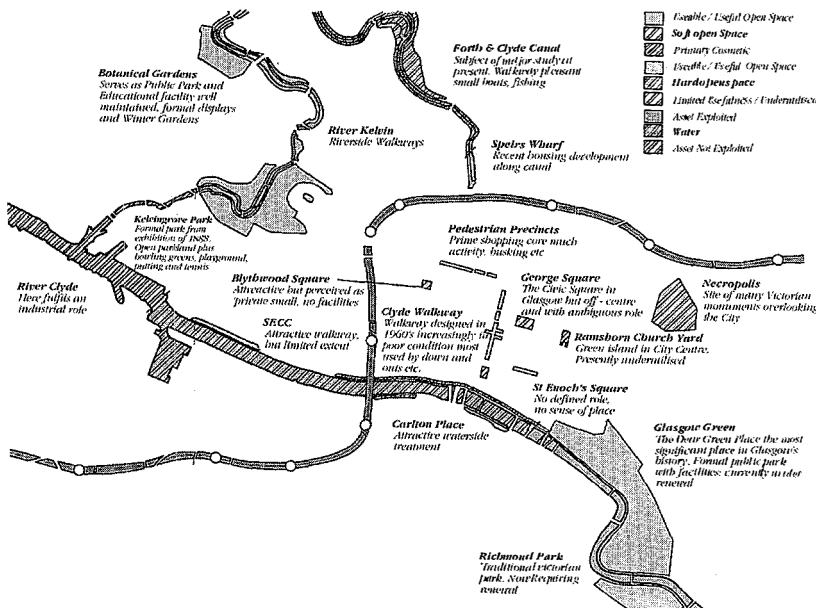 Useable / Useful Open Space
Soft open Space
Primary Cosmetic
Useable / Useful Open Space
Hard open space
Limited Usefulness / Underutilised
Asset Exploited
Water
Asset Not Exploited
Botanical Gardens
Serves as Public Park and
Educational facility well
maintained, formal displays
and Winter Gardens
Forth & Clyde Canal
Subject of major study at
present. Walkway pleasant
small boats, fishing
River Kelvin
Riverside Walkways
Speirs Wharf
Recent housing development
along canal
Kelvingrove Park
Formal park from
exhibition of 1888.
Open parkland plus
bowling greens, playground,
putting and tennis
Pedestrian Precincts
Prime shopping core much
activity, busking etc
River Clyde
Here fulfils an
industrial role
Blythwood Square
Attractive but perceived as
'private' small, no facilities
George Square
The Civic Square in
Glasgow but off - centre
and with ambiguous role
Necropolis
Site of many Victorian
monuments overlooking
the City
SECC
Attractive walkway,
but limited extent
Clyde Walkway
Walkway designed in
1960's increasingly in
poor condition most
used by down and
outs etc.
Ramshorn Church Yard
Green island in City Centre.
Presently underutilised
St Enoch's Square
No defined role,
no sense of place
Carlton Place
Attractive waterside
treatment
Glasgow Green
The Dear Green Place the most
significant place in Glasgow's
history. Formal public park
with facilities: currently under
renewal
Richmond Park
Traditional victorian
park. Now Requiring
renewal